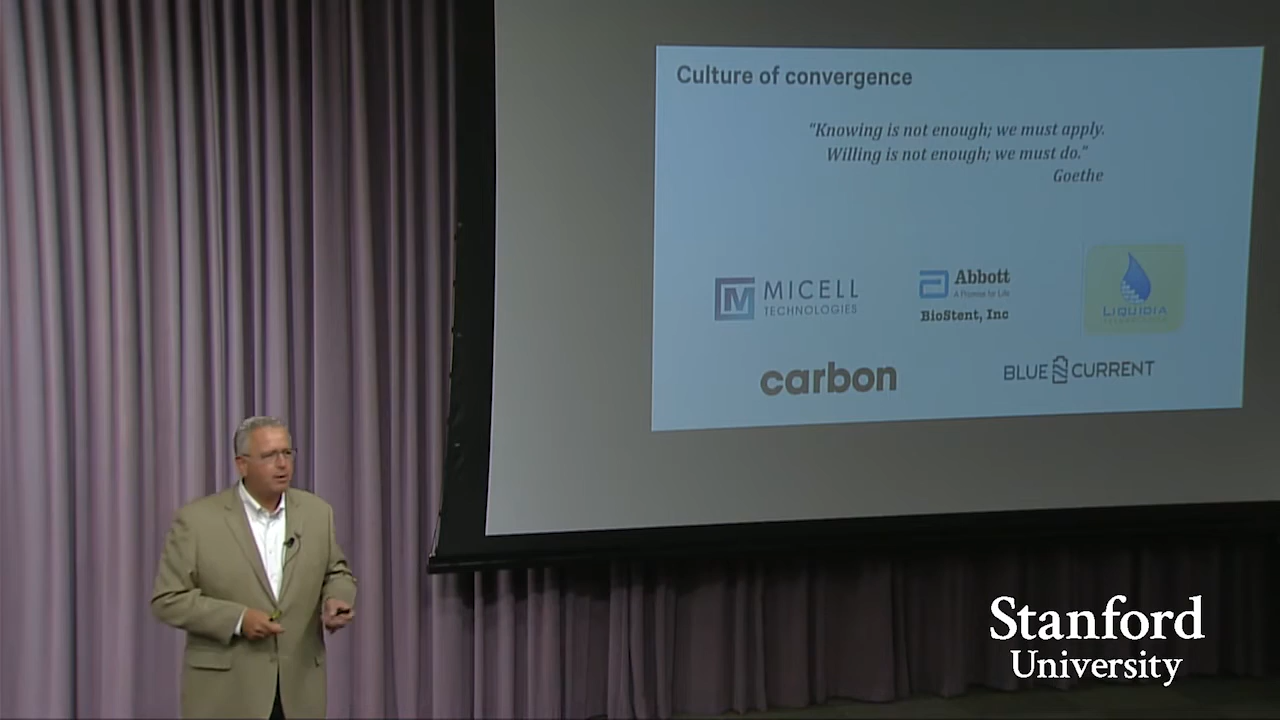 Culture of convergence
“Knowing is not enough; we must apply.
Willing is not enough; we must do.”
Goethe
MICELL
TECHNOLOGIES
Abbott
A Promise for Life
BioStent, Inc
LIQUIDIA
carbon
BLUE CURRENT
Stanford
University